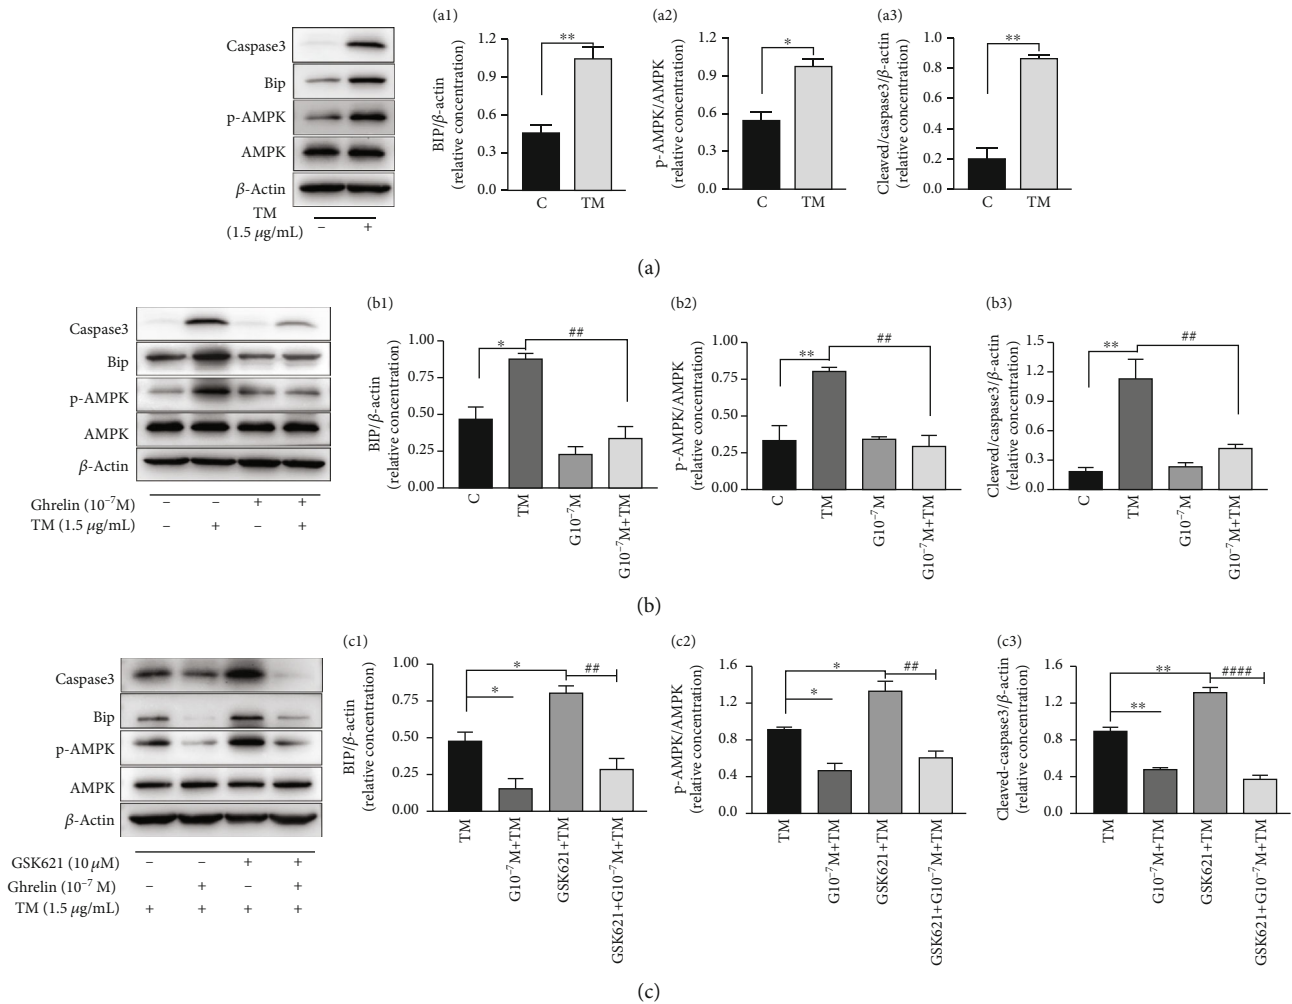 Caspase3
Bip
p-AMPK
AMPK
β-Actin
TM
(1.5 μg/mL)
– +
(a1)
BIP/β-actin
(relative concentration)
1.2
0.9
0.6
0.3
0.0
**
C TM
(a2)
p-AMPK/AMPK
(relative concentration)
1.2
0.9
0.6
0.3
0.0
*
C TM
(a3)
Cleaved/caspase3/β-actin
(relative concentration)
1.0
0.8
0.6
0.4
0.2
0.0
**
C TM
(a)
Caspase3
Bip
p-AMPK
AMPK
β-Actin
Ghrelin (10⁻⁷M) – – + +
TM (1.5 μg/mL) – + – +
(b1)
BIP/β-actin
(relative concentration)
1.00
0.75
0.50
0.25
0.00
* ##
C
TM
G10⁻⁷M
G10⁻⁷M+TM
(b2)
p-AMPK/AMPK
(relative concentration)
1.00
0.75
0.25
0.50
0.00
** ##
C
TM
G10⁻⁷M
G10⁻⁷M+TM
(b3)
Cleaved/caspase3/β-actin
(relative concentration)
1.5
1.2
0.9
0.6
0.3
0.0
** ##
C
TM
G10⁻⁷M
G10⁻⁷M+TM
(b)
Caspase3
Bip
p-AMPK
AMPK
β-Actin
GSK621 (10 μM) – – + +
Ghrelin (10⁻⁷ M) – + – +
TM (1.5 μg/mL) + + + +
(c1)
BIP/β-actin
(relative concentration)
1.00
0.75
0.50
0.25
0.00
* ##
*
TM
G10⁻⁷M+TM
GSK621+TM
GSK621+G10⁻⁷M+TM
(c2)
p-AMPK/AMPK
(relative concentration)
1.6
1.2
0.8
0.4
0.0
* ##
*
TM
G10⁻⁷M+TM
GSK621+TM
GSK621+G10⁻⁷M+TM
(c3)
Cleaved-caspase3/β-actin
(relative concentration)
1.6
1.2
0.8
0.4
0.0
** ####
**
TM
G10⁻⁷M+TM
GSK621+TM
GSK621+G10⁻⁷M+TM
(c)